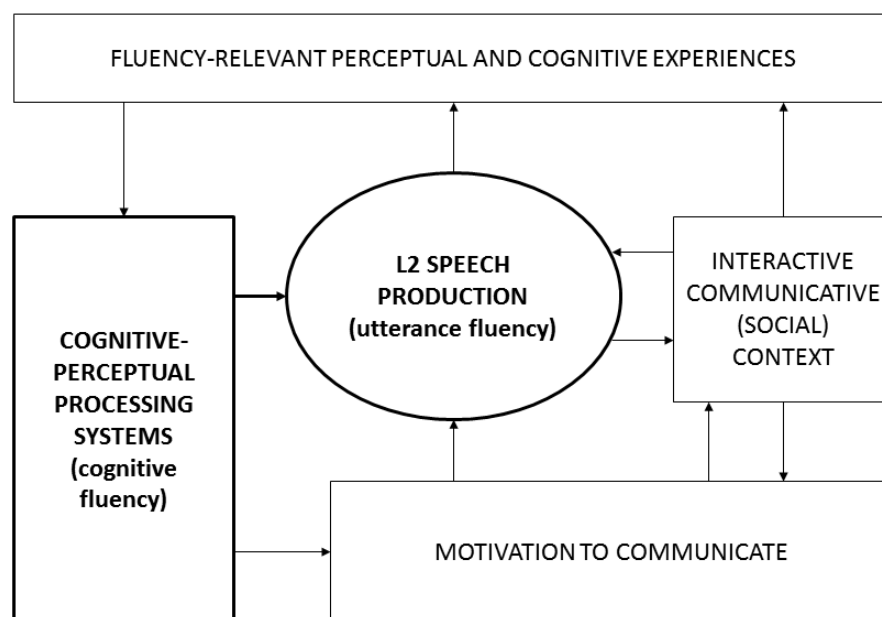 FLUENCY-RELEVANT PERCEPTUAL AND COGNITIVE EXPERIENCES
L2 SPEECH
PRODUCTION
(utterance fluency)
INTERACTIVE
COMMUNICATIVE
(SOCIAL)
CONTEXT
COGNITIVE-
PERCEPTUAL
PROCESSING
SYSTEMS
(cognitive
fluency)
MOTIVATION TO COMMUNICATE